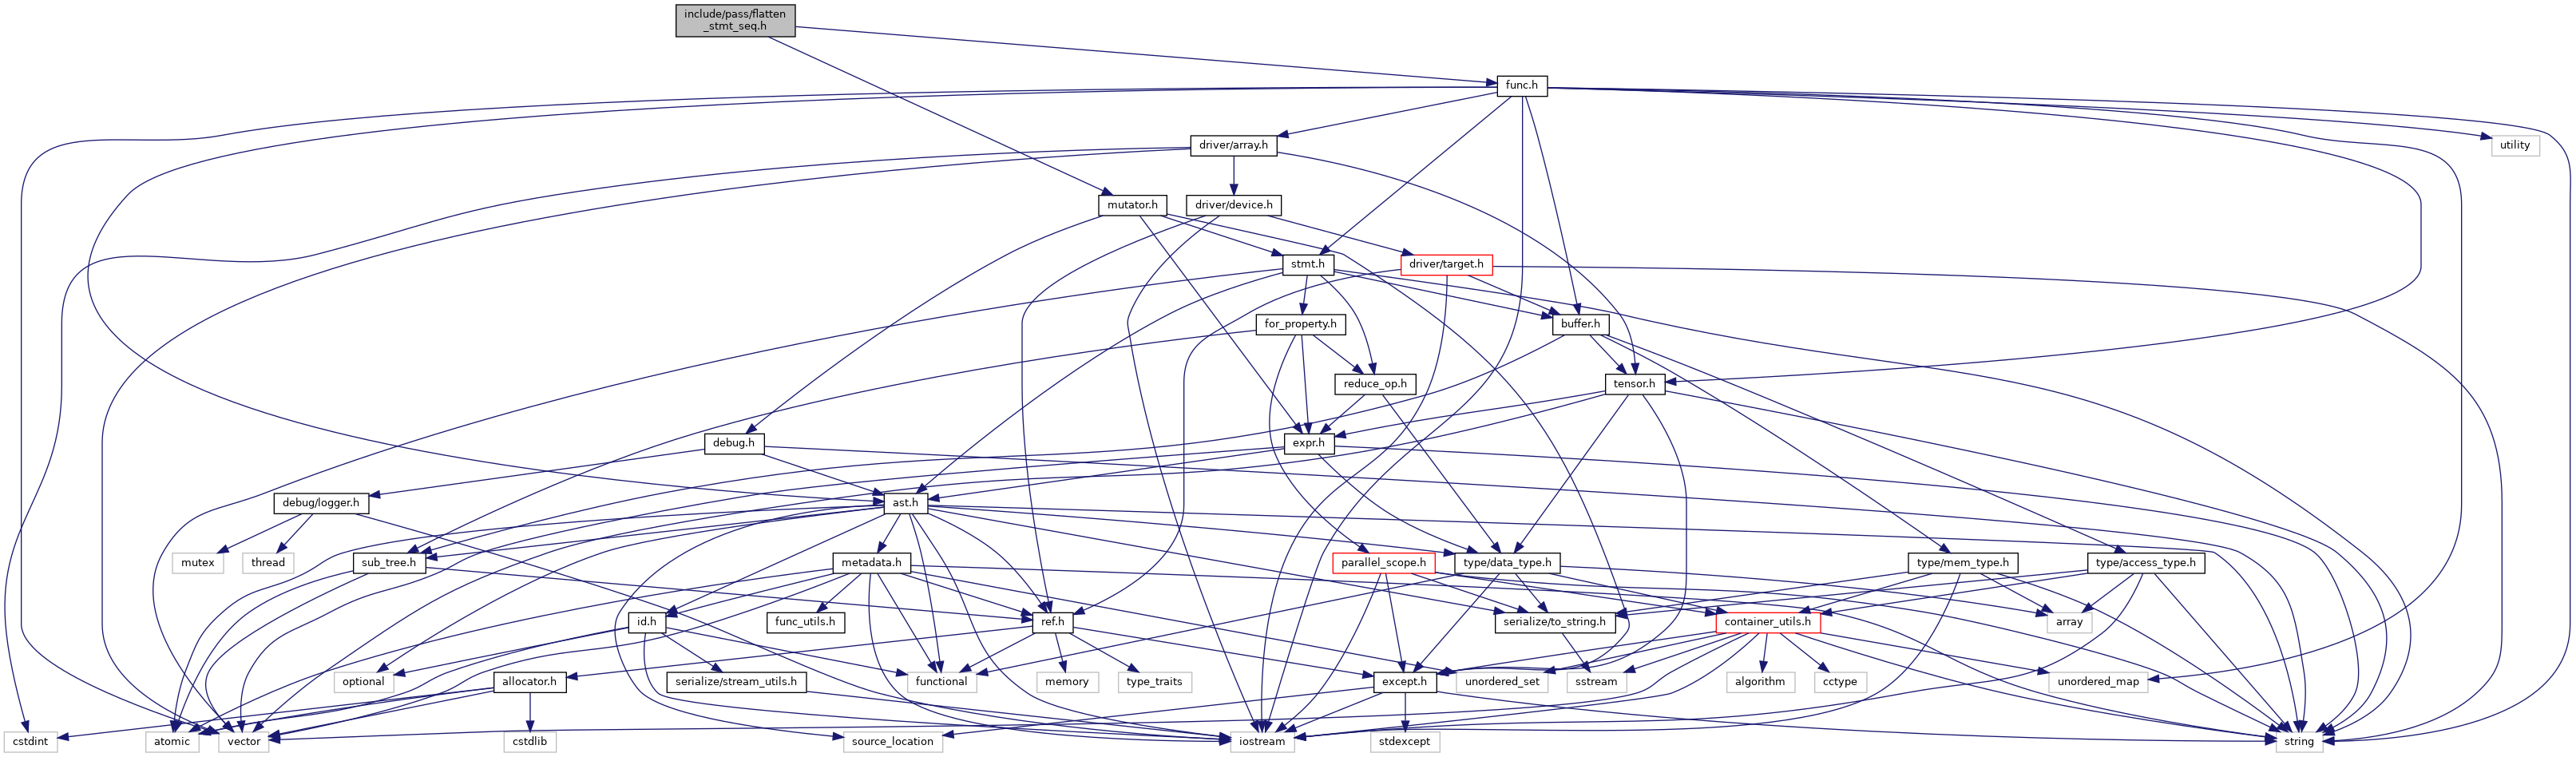 include/pass/flatten
_stmt_seq.h
func.h
driver/array.h
utility
mutator.h
driver/device.h
stmt.h
driver/target.h
for_property.h
buffer.h
reduce_op.h
tensor.h
debug.h
expr.h
debug/logger.h
ast.h
mutex
thread
sub_tree.h
metadata.h
type/data_type.h
parallel_scope.h
type/mem_type.h
type/access_type.h
id.h
func_utils.h
ref.h
serialize/to_string.h
container_utils.h
array
optional
allocator.h
serialize/stream_utils.h
functional
memory
type_traits
except.h
unordered_set
sstream
algorithm
cctype
unordered_map
cstdint
atomic
vector
cstdlib
source_location
iostream
stdexcept
string